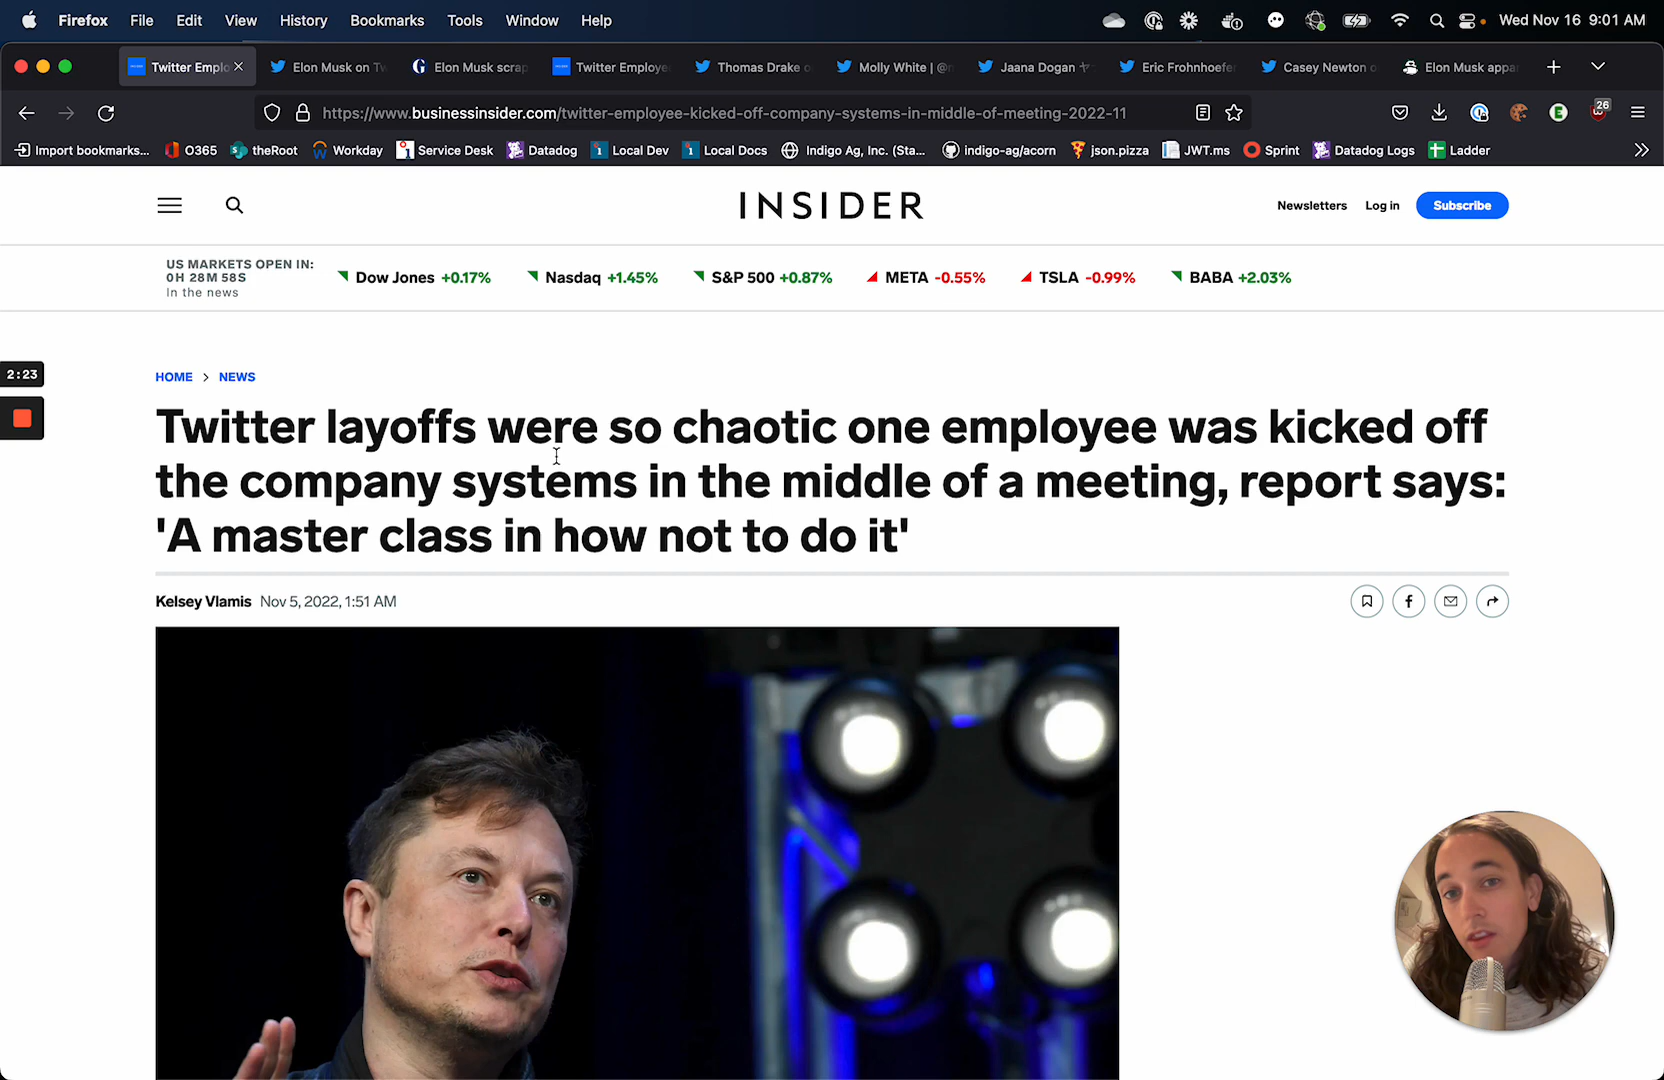 Firefox File Edit View History Bookmarks Tools Window Help Wed Nov 16 9:01 AM
Twitter Emplo Elon Musk on Tw Elon Musk scrap Twitter Employe Thomas Drake o Molly White | @ Jaana Dogan ヤ Eric Frohnhoefer Casey Newton o Elon Musk appa
https://www.businessinsider.com/twitter-employee-kicked-off-company-systems-in-middle-of-meeting-2022-11 26
Import bookmarks... O365 theRoot Workday Service Desk Datadog Local Dev Local Docs Indigo Ag, Inc. (Sta... indigo-ag/acorn json.pizza JWT.ms Sprint Datadog Logs Ladder
INSIDER
Newsletters Log in Subscribe
US MARKETS OPEN IN:
0H 28M 58S
In the news
Dow Jones +0.17% Nasdaq +1.45% S&P 500 +0.87% META -0.55% TSLA -0.99% BABA +2.03%
2:23
HOME > NEWS
Twitter layoffs were so chaotic one employee was kicked off
the company systems in the middle of a meeting, report says:
'A master class in how not to do it'
Kelsey Vlamis Nov 5, 2022, 1:51 AM